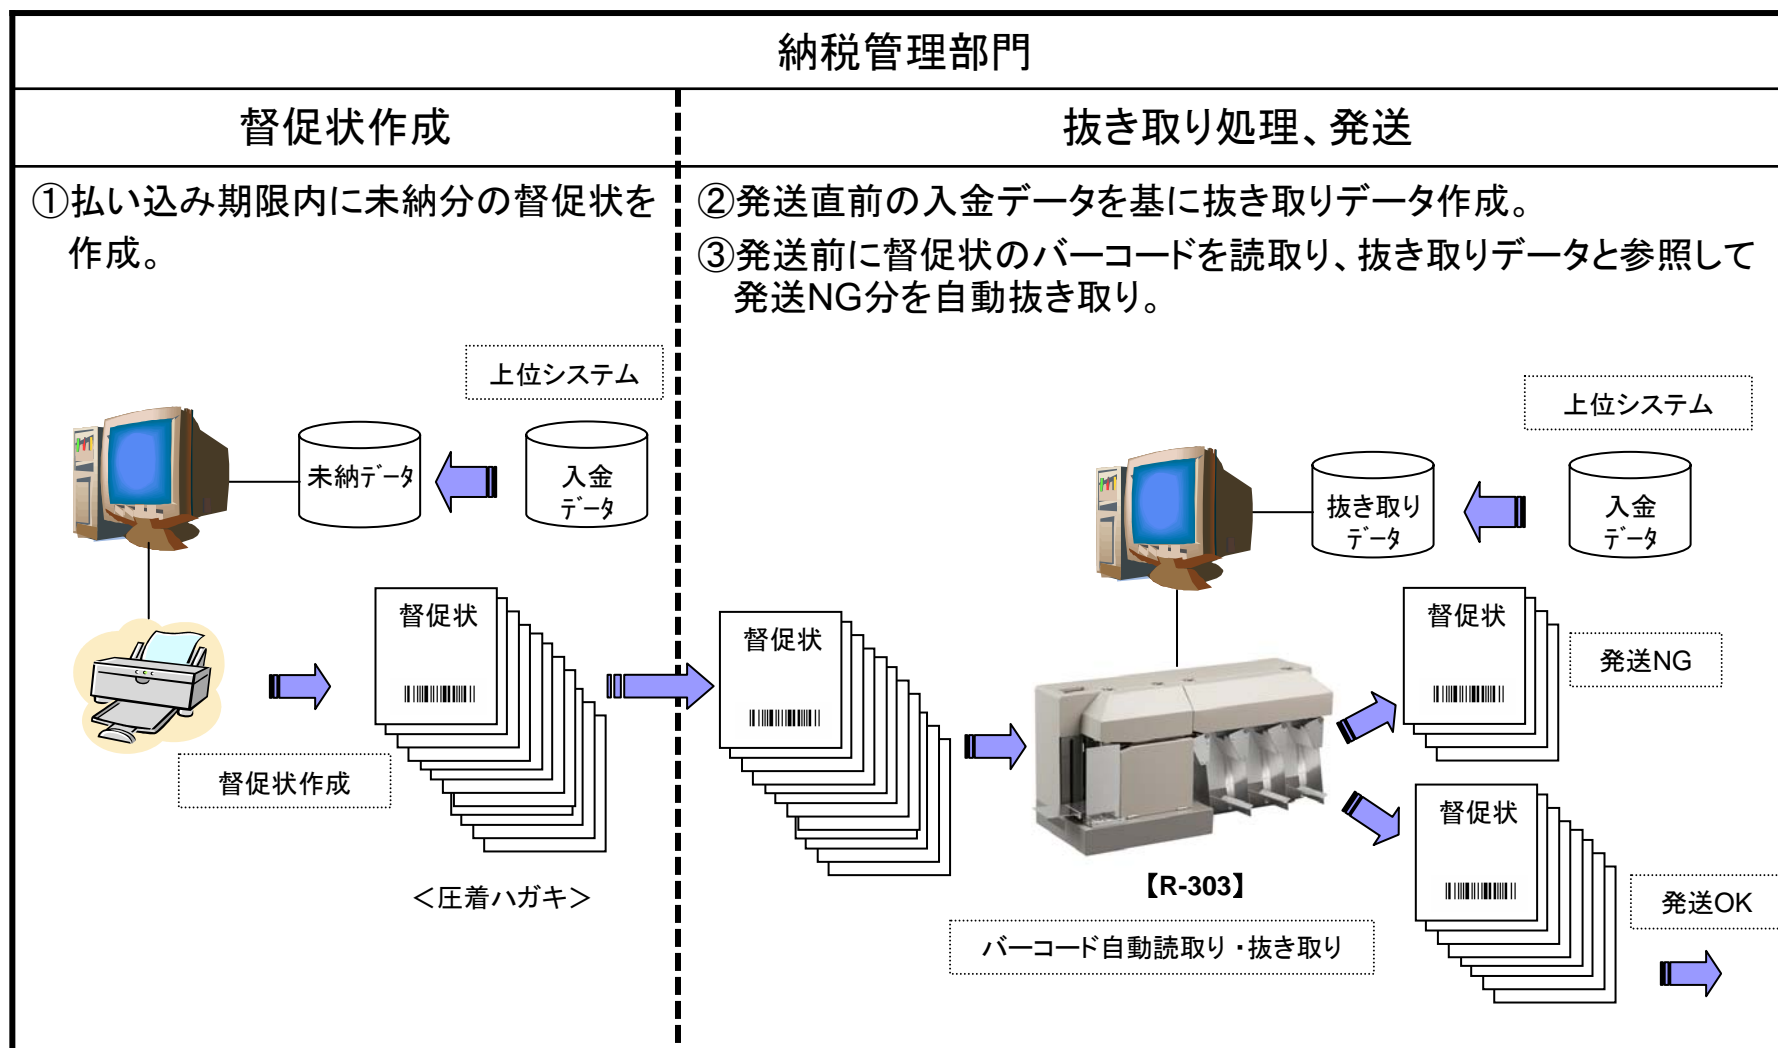 納税管理部門
督促状作成
抜き取り処理、発送
①払い込み期限内に未納分の督促状を
作成。
②発送直前の入金データを基に抜き取りデータ作成。
③発送前に督促状のバーコードを読取り、抜き取りデータと参照して
発送NG分を自動抜き取り。
上位システム
未納ﾃﾞｰﾀ
入金
ﾃﾞｰﾀ
督促状
督促状作成
＜圧着ハガキ＞
上位システム
抜き取り
ﾃﾞｰﾀ
入金
ﾃﾞｰﾀ
督促状
督促状
発送NG
督促状
発送OK
【R-303】
バーコード自動読取り・抜き取り